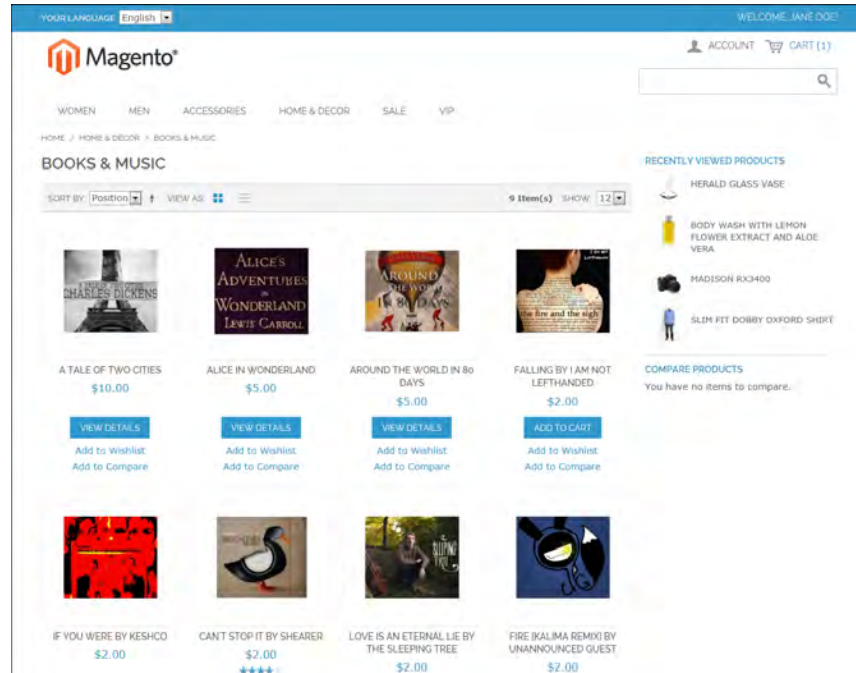 YOUR LANGUAGE: English
WELCOME, JANE DOE!
Magento®
ACCOUNT CART (1)
WOMEN MEN ACCESSORIES HOME & DECOR SALE VIP
HOME / HOME & DECOR > BOOKS & MUSIC
BOOKS & MUSIC
SORT BY: Position VIEW AS:
9 Item(s) SHOW: 12
CHARLES DICKENS
ALICE'S
ADVENTURES
IN
WONDERLAND
LEWIS CARROLL
AROUND
THE WORLD
IN 80 DAYS
the fire and the sigh
A TALE OF TWO CITIES
$10.00
VIEW DETAILS
Add to Wishlist
Add to Compare
ALICE IN WONDERLAND
$5.00
VIEW DETAILS
Add to Wishlist
Add to Compare
AROUND THE WORLD IN 80
DAYS
$5.00
VIEW DETAILS
Add to Wishlist
Add to Compare
FALLING BY I AM NOT
LEFTHANDED
$2.00
ADD TO CART
Add to Wishlist
Add to Compare
SLEEPING
IF YOU WERE BY KESHCO
$2.00
CAN'T STOP IT BY SHEARER
$2.00
LOVE IS AN ETERNAL LIE BY
THE SLEEPING TREE
$2.00
FIRE (KALIMA REMIX) BY
UNANNOUNCED GUEST
$2.00
RECENTLY VIEWED PRODUCTS
HERALD GLASS VASE
BODY WASH WITH LEMON
FLOWER EXTRACT AND ALOE
VERA
MADISON RX3400
SLIM FIT DOBBY OXFORD SHIRT
COMPARE PRODUCTS
You have no items to compare.